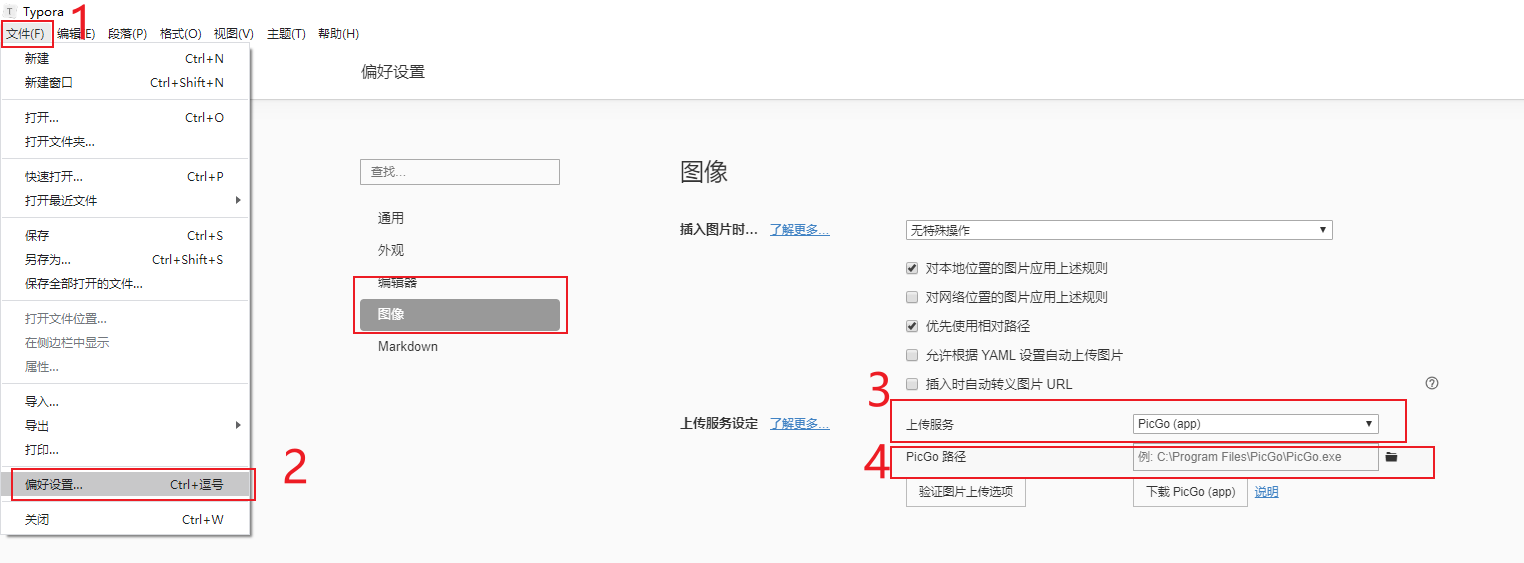 T Typora
1
文件(F) 编辑(E) 段落(P) 格式(O) 视图(V) 主题(T) 帮助(H)
新建 Ctrl+N
新建窗口 Ctrl+Shift+N
打开... Ctrl+O
打开文件夹...
快速打开... Ctrl+P
打开最近文件
保存 Ctrl+S
另存为... Ctrl+Shift+S
保存全部打开的文件...
打开文件位置...
在侧边栏中显示
属性...
导入...
导出
打印...
偏好设置... Ctrl+逗号
2
关闭 Ctrl+W
偏好设置
查找...
通用
外观
编辑器
图像
Markdown
图像
插入图片时... 了解更多... 无特殊操作
对本地位置的图片应用上述规则
对网络位置的图片应用上述规则
优先使用相对路径
允许根据 YAML 设置自动上传图片
插入时自动转义图片 URL ?
3
上传服务设定 了解更多... 上传服务 PicGo (app)
4
PicGo 路径 例: C:\Program Files\PicGo\PicGo.exe
验证图片上传选项 下载 PicGo (app) 说明